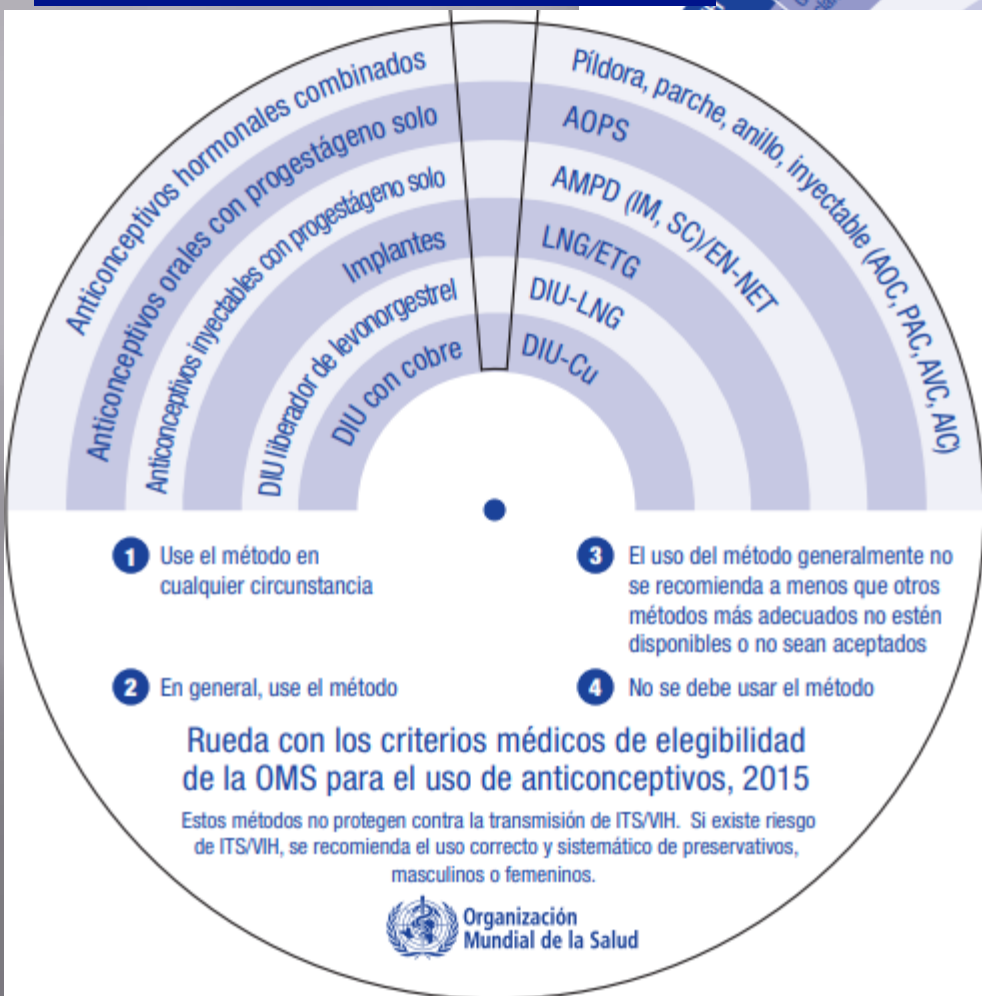 Anticonceptivos hormonales combinados
Píldora, parche, anillo, inyectable (AOC, PAC, AVC, AIC)
Anticonceptivos orales con progestágeno solo
AOPS
Anticonceptivos inyectables con progestágeno solo
AMPD (IM, SC)/EN-NET
Implantes
LNG/ETG
DIU liberador de levonorgestrel
DIU-LNG
DIU con cobre
DIU-Cu
1 Use el método en
cualquier circunstancia
2 En general, use el método
3 El uso del método generalmente no
se recomienda a menos que otros
métodos más adecuados no estén
disponibles o no sean aceptados
4 No se debe usar el método
Rueda con los criterios médicos de elegibilidad
de la OMS para el uso de anticonceptivos, 2015
Estos métodos no protegen contra la transmisión de ITS/VIH. Si existe riesgo
de ITS/VIH, se recomienda el uso correcto y sistemático de preservativos,
masculinos o femeninos.
Organización
Mundial de la Salud